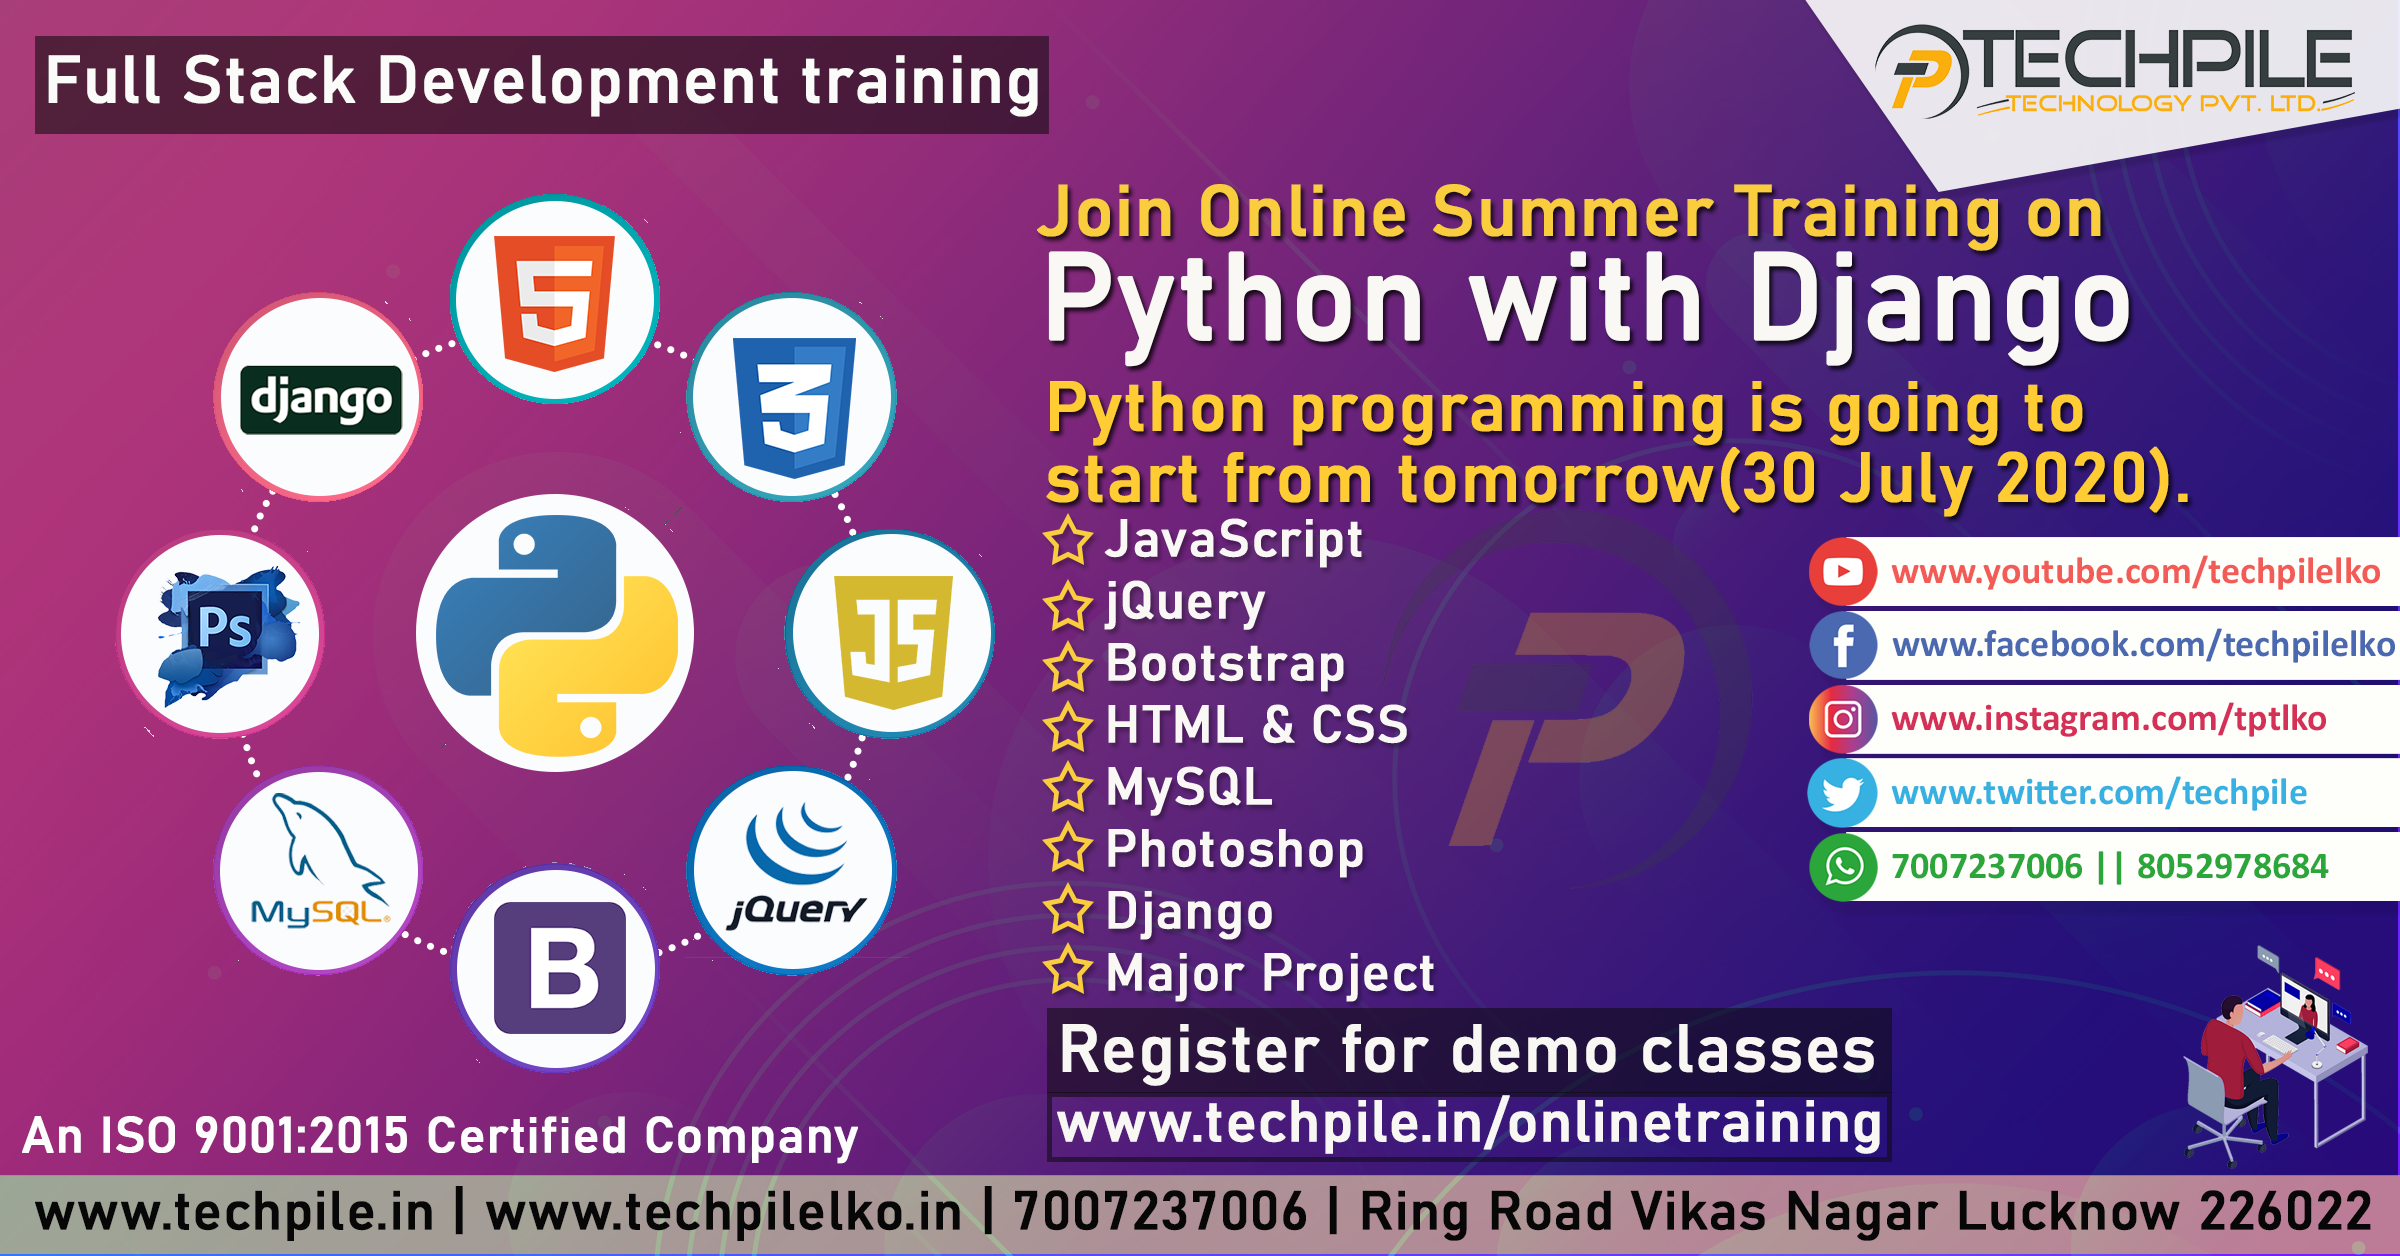 Full Stack Development training
TECHPILE
TECHNOLOGY PVT. LTD.
Join Online Summer Training on
Python with Django
Python programming is going to
start from tomorrow(30 July 2020).
JavaScript
jQuery
Bootstrap
HTML & CSS
MySQL
Photoshop
Django
Major Project
Register for demo classes
www.techpile.in/onlinetraining
5
3
JS
jQuery
B
MySQL®
Ps
django
www.youtube.com/techpilelko
www.facebook.com/techpilelko
www.instagram.com/tptlko
www.twitter.com/techpile
7007237006 || 8052978684
An ISO 9001:2015 Certified Company
www.techpile.in | www.techpilelko.in | 7007237006 | Ring Road Vikas Nagar Lucknow 226022